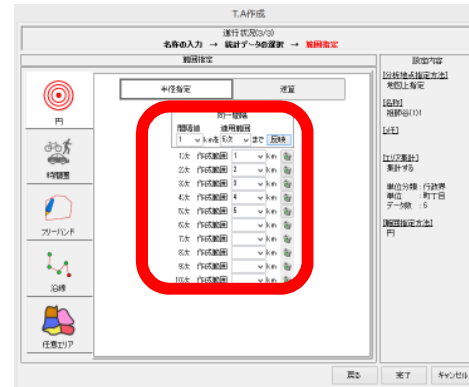 T.A作成
進行状況(3/3)
名称の入力 → 統計データの選択 → 範囲指定
範囲指定
円
時間圏
フリーハンド
沿線
任意エリア
半径指定
逆算
同一間隔
間隔値 適用範囲
1 kmを 5次 まで 反映
1次 作成範囲 1 km
2次 作成範囲 2 km
3次 作成範囲 3 km
4次 作成範囲 4 km
5次 作成範囲 5 km
6次 作成範囲 km
7次 作成範囲 km
8次 作成範囲 km
9次 作成範囲 km
10次 作成範囲 km
設定内容
[分析地点指定方法]
地図上指定
[名称]
祖師谷(1)1
[メモ]
[エリア集計]
集計する
単位分類：行政界
単位　：町丁目
データ数：5
[範囲指定方法]
円
戻る
完了
キャンセル